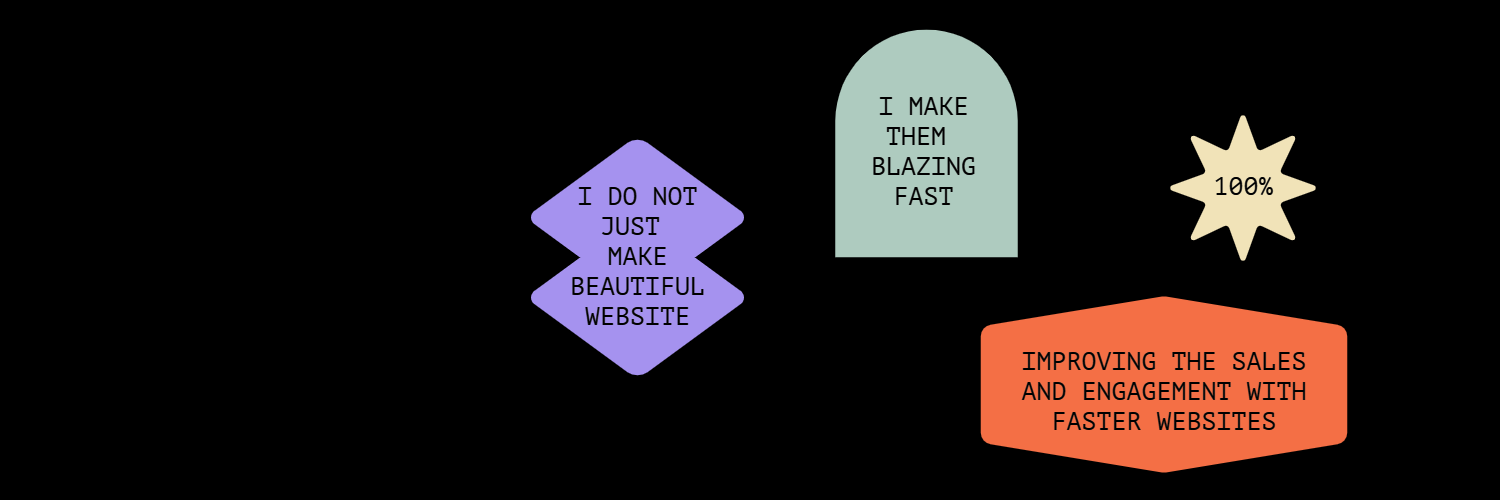 I DO NOT
JUST
MAKE
BEAUTIFUL
WEBSITE
I MAKE
THEM
BLAZING
FAST
100%
IMPROVING THE SALES
AND ENGAGEMENT WITH
FASTER WEBSITES